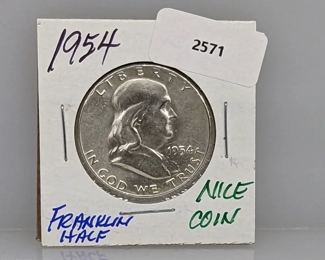 1954
2571
LIBERTY
1954
IN GOD WE TRUST
FRANKLIN
HALF
NICE
COIN